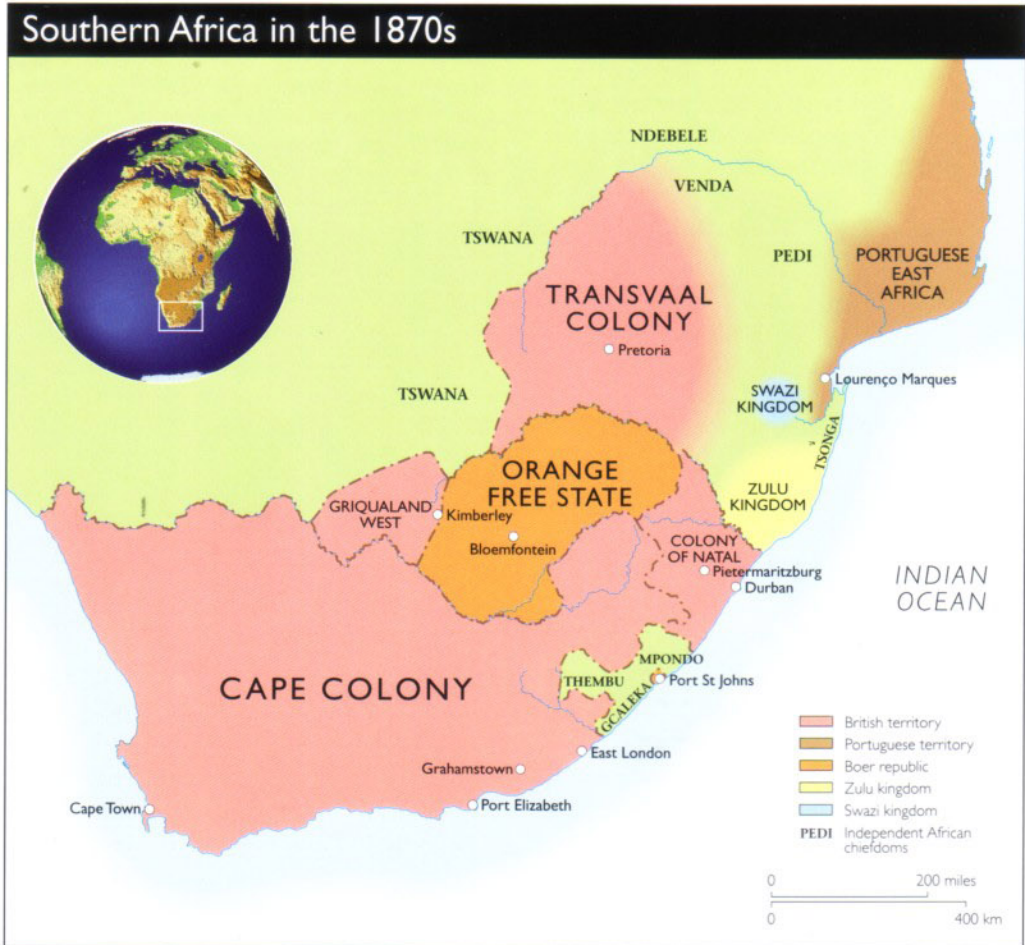 Southern Africa in the 1870s
NDEBELE
VENDA
TSWANA
PEDI
PORTUGUESE
EAST
AFRICA
TRANSVAAL
COLONY
Pretoria
Lourenço Marques
SWAZI
KINGDOM
TSWANA
TSONGA
ORANGE
FREE STATE
ZULU
KINGDOM
GRIQUALAND
WEST
Kimberley
Bloemfontein
COLONY
OF NATAL
Pietermaritzburg
Durban
INDIAN
OCEAN
MPONDO
THEMBU
Port St Johns
GCALEKA
CAPE COLONY
East London
Grahamstown
Port Elizabeth
Cape Town
British territory
Portuguese territory
Boer republic
Zulu kingdom
Swazi kingdom
PEDI Independent African
chiefdoms
0 200 miles
0 400 km